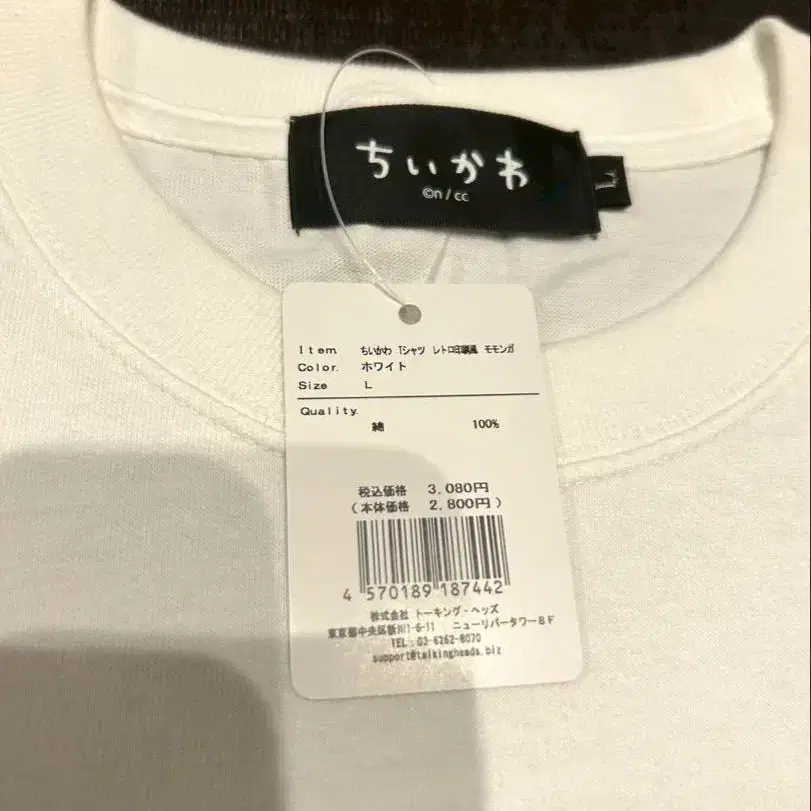 ちいかわ
©n / cc
L
Item ちいかわ Tシャツ レトロ印刷風 モモンガ
Color. ホワイト
Size L
Quality.
綿 100%
税込価格 3.080円
(本体価格 2.800円)
4 570189 187442
株式会社 トーキング・ヘッズ
東京都中央区新川1-6-11 ニューリバータワー8F
TEL:03-6262-8070
support@talkingheads.biz